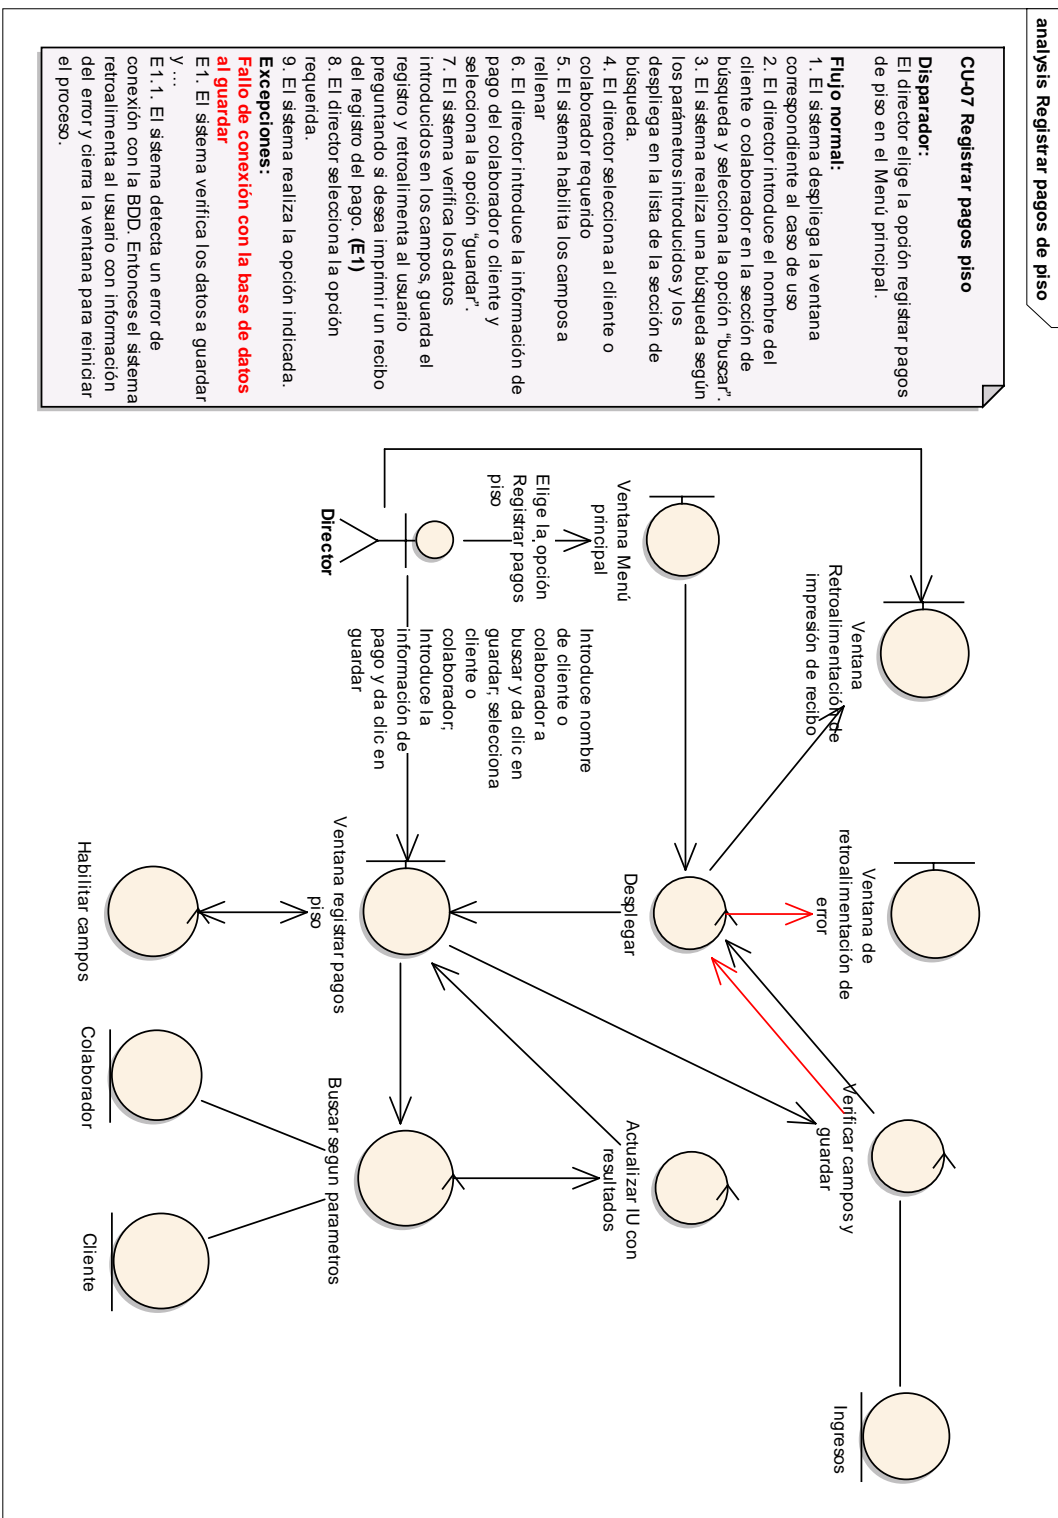 analysis Registrar pagos de piso
CU-07 Registrar pagos piso
Disparador:
El director elige la opción registrar pagos
de piso en el Menú principal.
Flujo normal:
1. El sistema despliega la ventana
correspondiente al caso de uso
2. El director introduce el nombre del
cliente o colaborador en la sección de
búsqueda y selecciona la opción "buscar".
3. El sistema realiza una búsqueda según
los parámetros introducidos y los
despliega en la lista de la sección de
búsqueda.
4. El director selecciona al cliente o
colaborador requerido
5. El sistema habilita los campos a
rellenar
6. El director introduce la información de
pago del colaborador o cliente y
selecciona la opción "guardar".
7. El sistema verifica los datos
introducidos en los campos, guarda el
registro y retroalimenta al usuario
preguntando si desea imprimir un recibo
del registro del pago. (E1)
8. El director selecciona la opción
requerida.
9. El sistema realiza la opción indicada.
Excepciones:
Fallo de conexión con la base de datos
al guardar
E1. El sistema verifica los datos a guardar
y ...
E1.1. El sistema detecta un error de
conexión con la BDD. Entonces el sistema
retroalimenta al usuario con información
del error y cierra la ventana para reiniciar
el proceso.
Director
Elige la opción
Registrar pagos
piso
Ventana Menú
principal
Ventana
Retroalimentación de
impresión de recibo
Introduce nombre
de cliente o
colaborador a
buscar y da clic en
guardar; selecciona
cliente o
colaborador;
Introduce la
información de
pago y da clic en
guardar
Ventana de
retroalimentación de
error
Desplegar
Ventana registrar pagos
piso
Habilitar campos
Verificar campos y
guardar
Actualizar IU con
resultados
Buscar segun parametros
Colaborador
Cliente
Ingresos